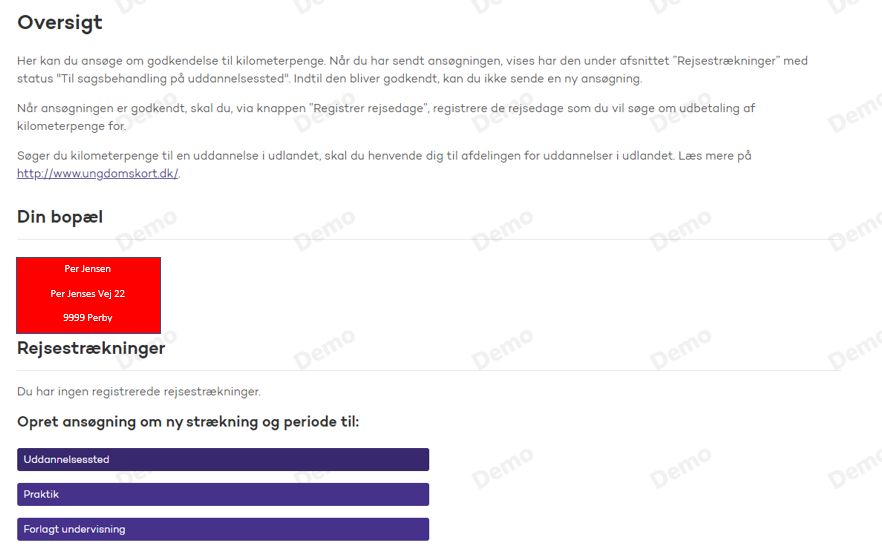 Oversigt
Her kan du ansøge om godkendelse til kilometerpenge. Når du har sendt ansøgningen, vises har den under afsnittet "Rejsestrækninger" med
status "Til sagsbehandling på uddannelsessted". Indtil den bliver godkendt, kan du ikke sende en ny ansøgning.
Når ansøgningen er godkendt, skal du, via knappen "Registrer rejsedage", registrere de rejsedage som du vil søge om udbetaling af
kilometerpenge for.
Søger du kilometerpenge til en uddannelse i udlandet, skal du henvende dig til afdelingen for uddannelser i udlandet. Læs mere på
http://www.ungdomskort.dk/.
Din bopæl
Per Jensen
Per Jenses Vej 22
9999 Perby
Rejsestrækninger
Du har ingen registrerede rejsestrækninger.
Opret ansøgning om ny strækning og periode til:
Uddannelsessted
Praktik
Forlagt undervisning
Demo